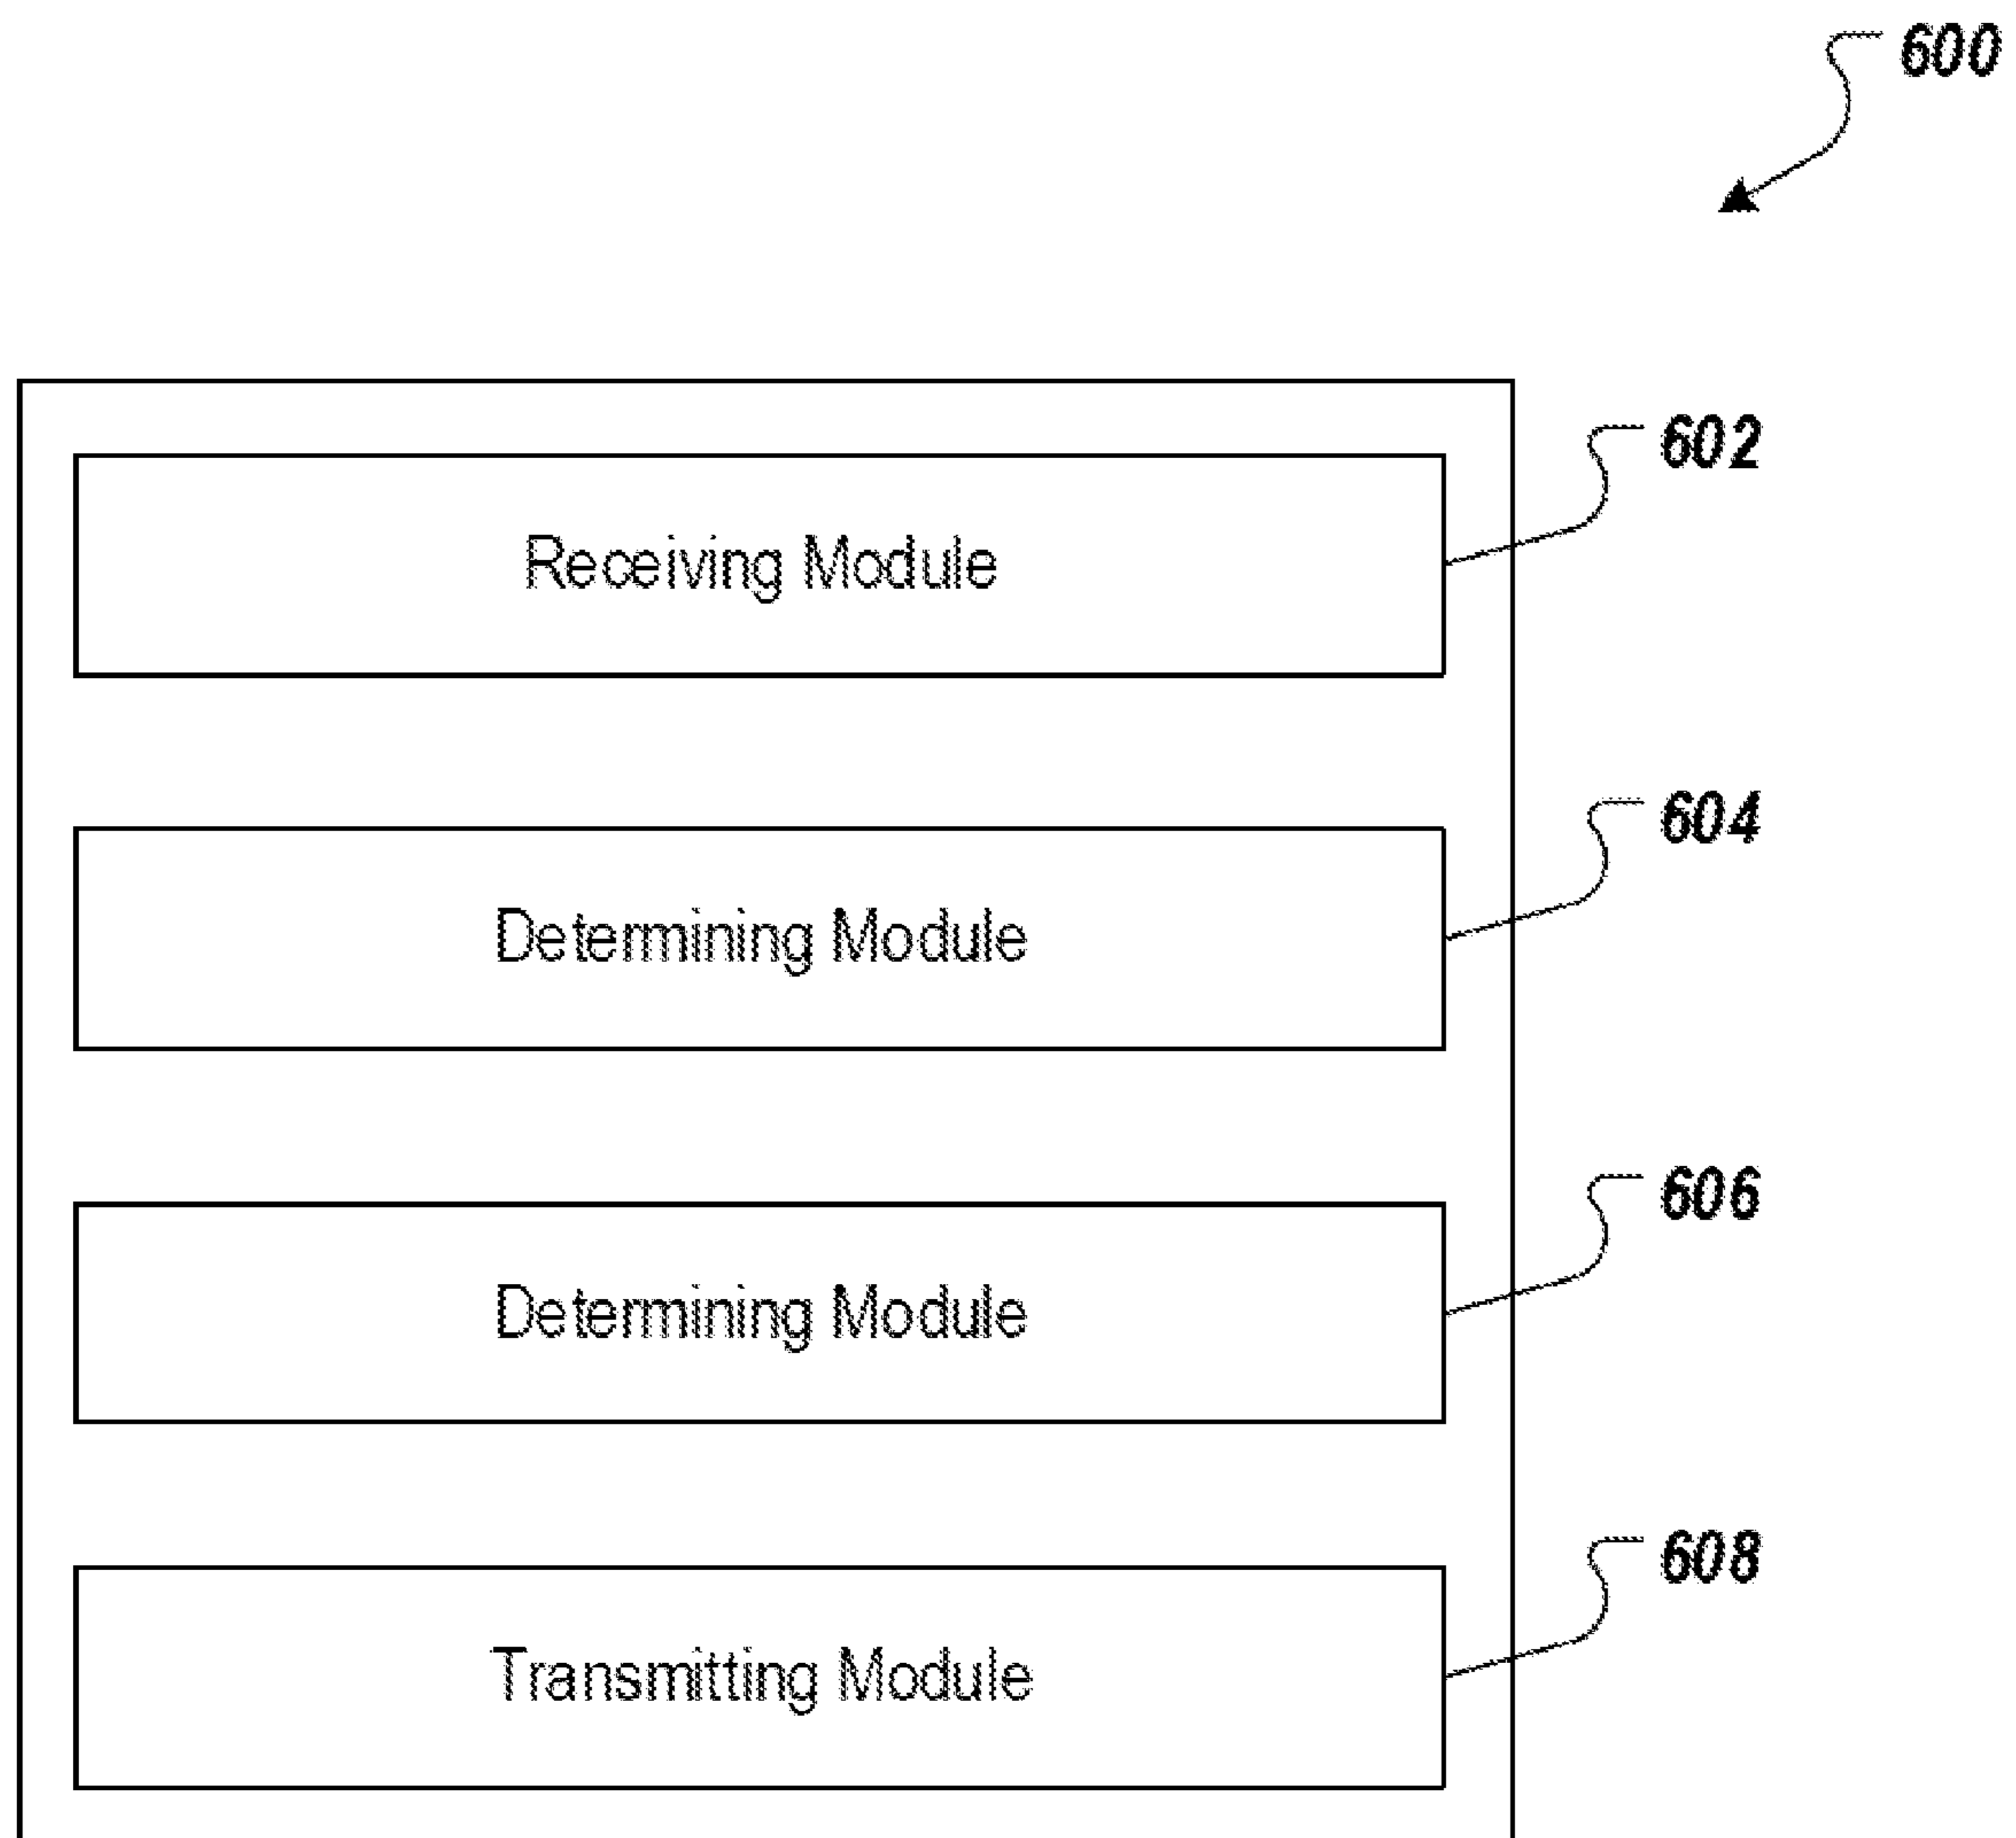 600
602
Receiving Module
604
Determining Module
606
Determining Module
608
Transmitting Module